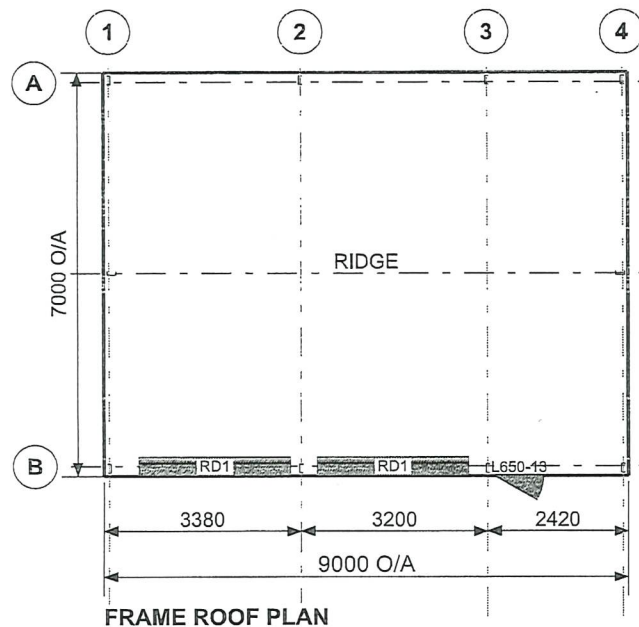 1 2 3 4
A
7000 O/A
RIDGE
B
RD1 RD1 L650-13
3380 3200 2420
9000 O/A
FRAME ROOF PLAN